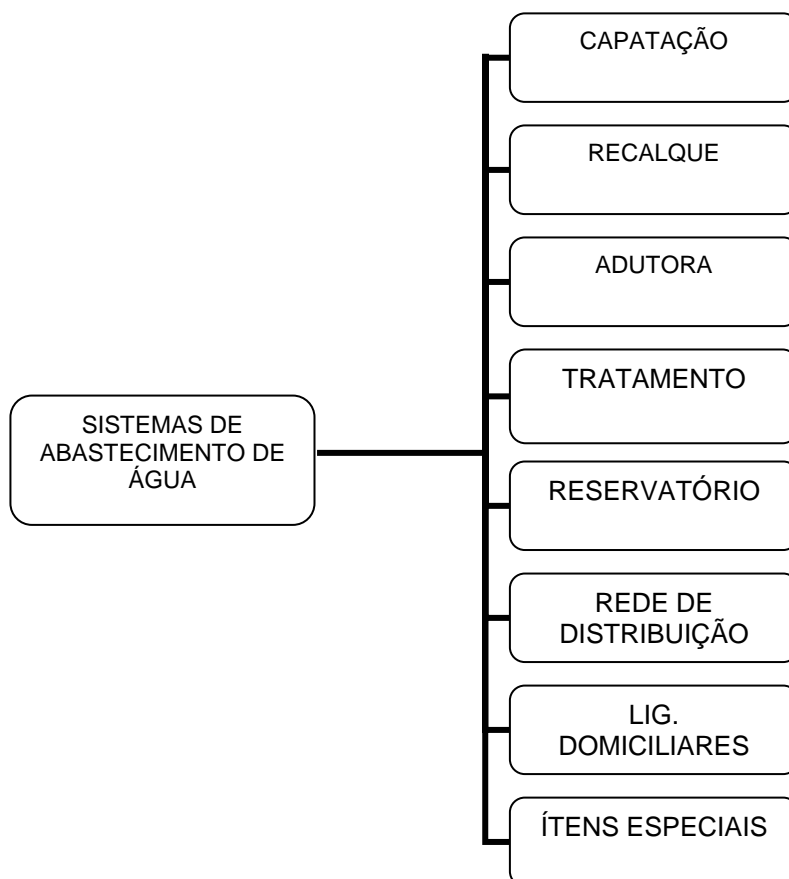 CAPATAÇÃO
RECALQUE
ADUTORA
TRATAMENTO
SISTEMAS DE
ABASTECIMENTO DE
ÁGUA
RESERVATÓRIO
REDE DE
DISTRIBUIÇÃO
LIG.
DOMICILIARES
ÍTENS ESPECIAIS